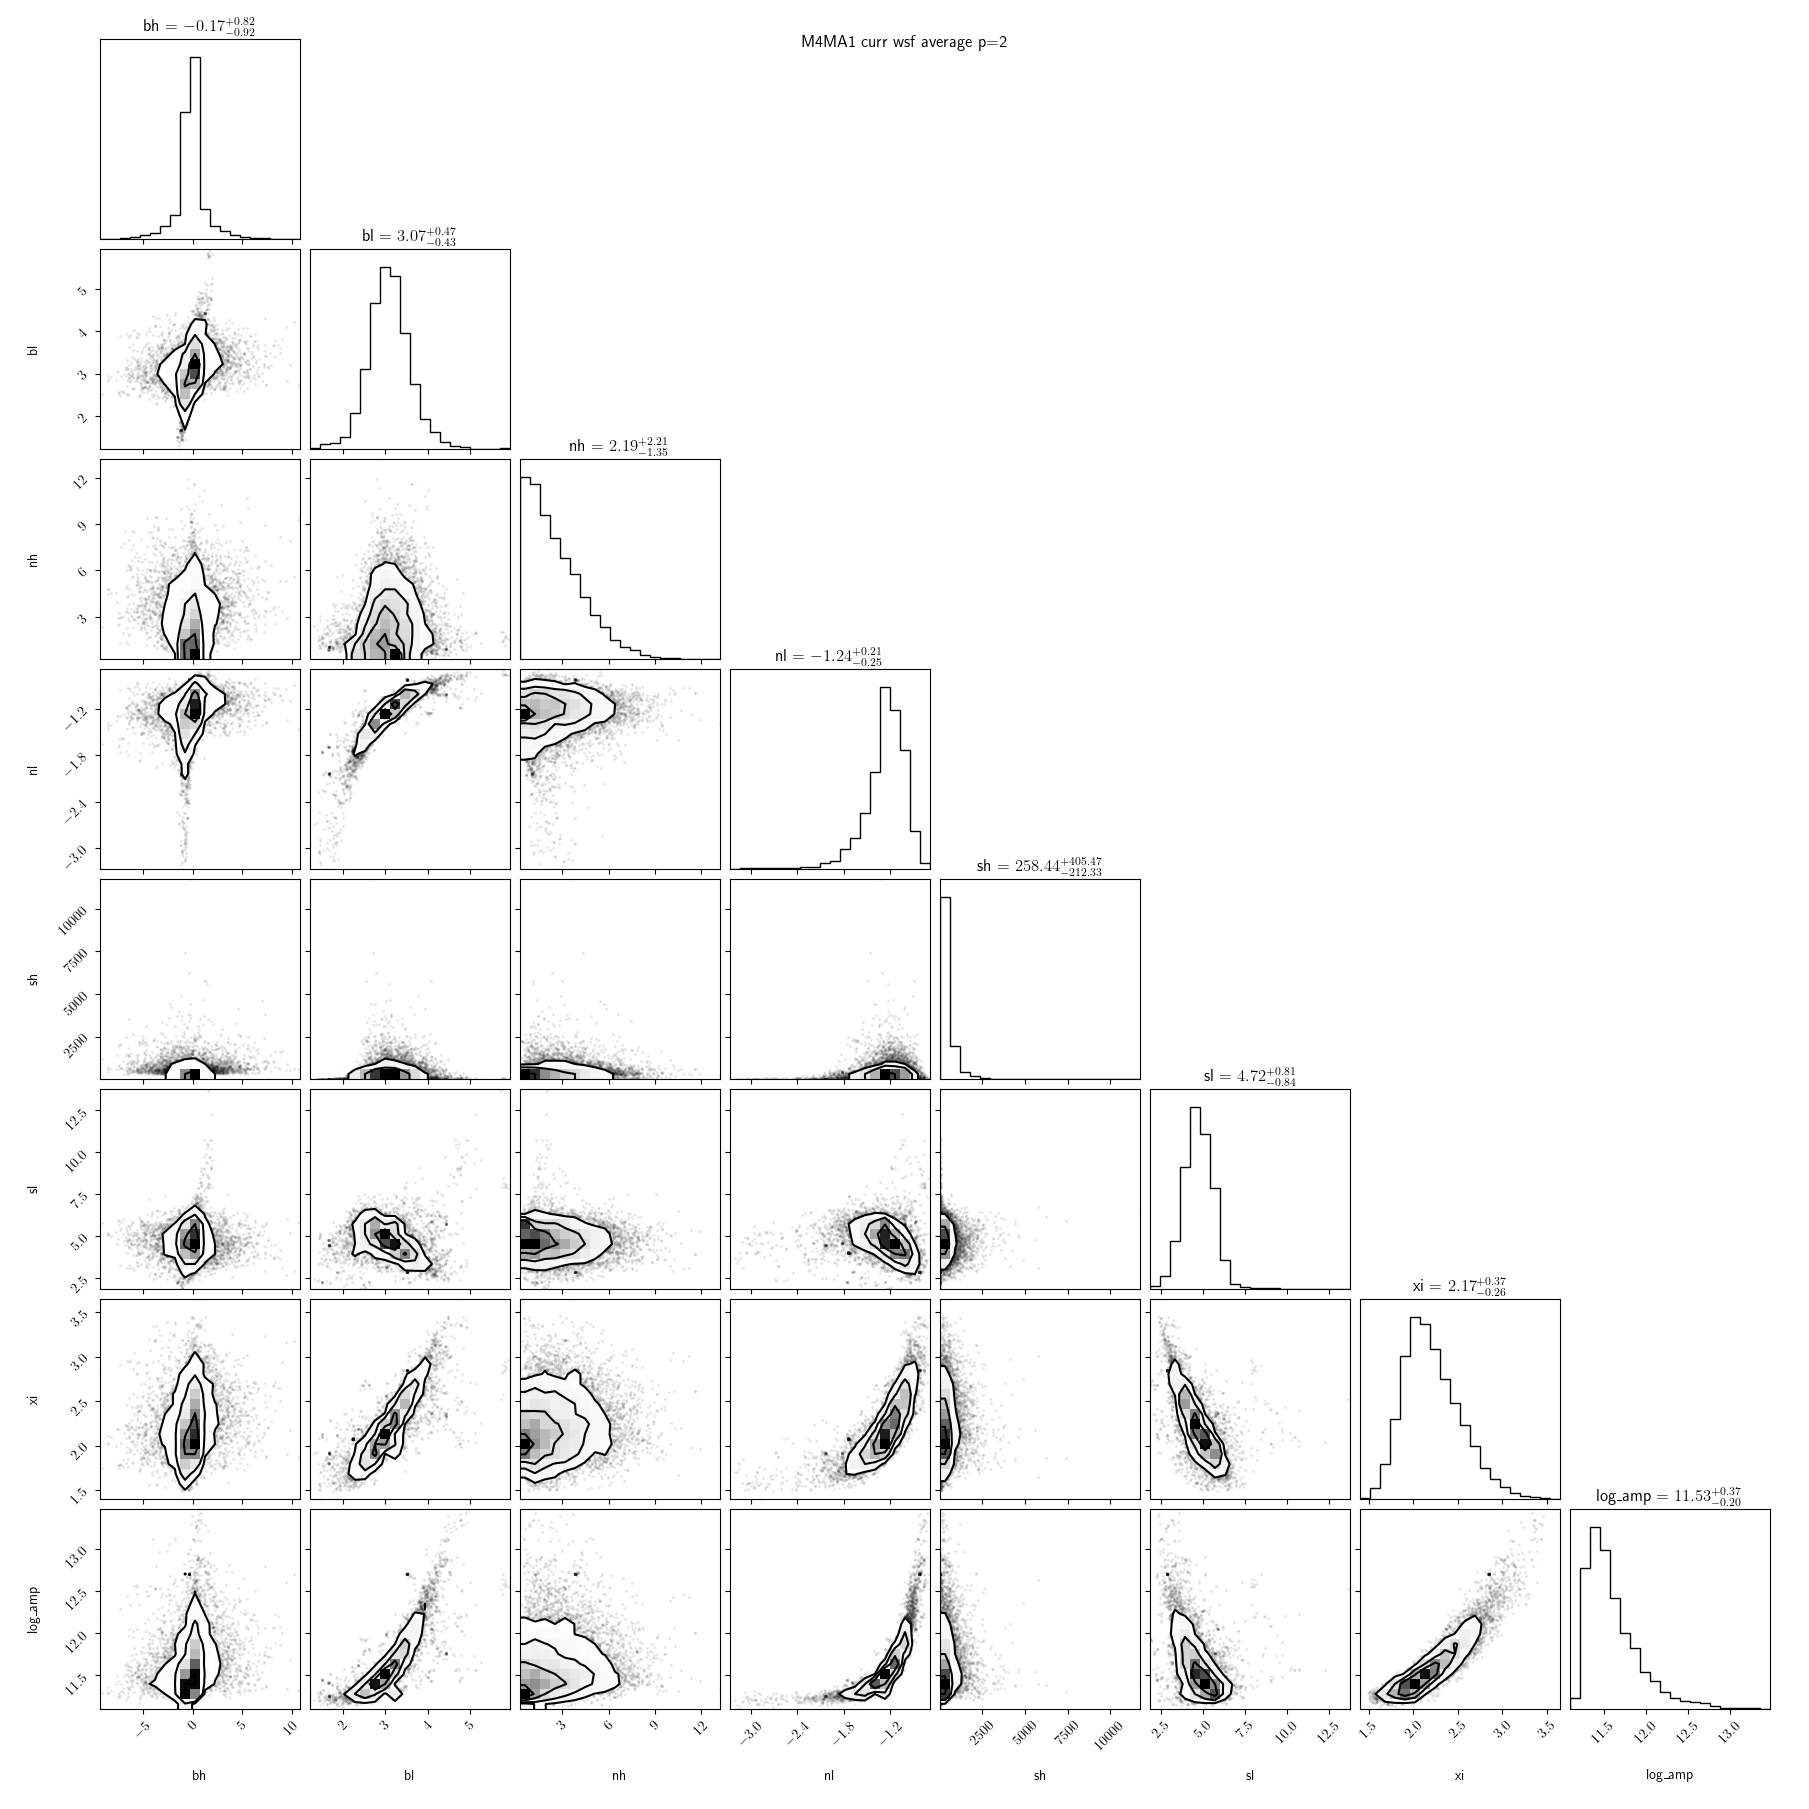 bh = −0.17+0.82−0.92
M4MA1 curr wsf average p=2
bl = 3.07+0.47−0.43
5
4
3
2
bl
nh = 2.19+2.21−1.35
12
9
6
3
nh
nl = −1.24+0.21−0.25
−1.2
−1.8
−2.4
−3.0
nl
sh = 258.44+405.47−212.33
10000
7500
5000
2500
sh
sl = 4.72+0.81−0.84
12.5
10.0
7.5
5.0
2.5
sl
xi = 2.17+0.37−0.26
3.5
3.0
2.5
2.0
1.5
xi
log_amp = 11.53+0.37−0.20
13.0
12.5
12.0
11.5
log_amp
−5 0 5 10 2 3 4 5 3 6 9 12 −3.0 −2.4 −1.8 −1.2 2500 5000 7500 10000 2.5 5.0 7.5 10.0 12.5 1.5 2.0 2.5 3.0 3.5 11.5 12.0 12.5 13.0
bh bl nh nl sh sl xi log_amp